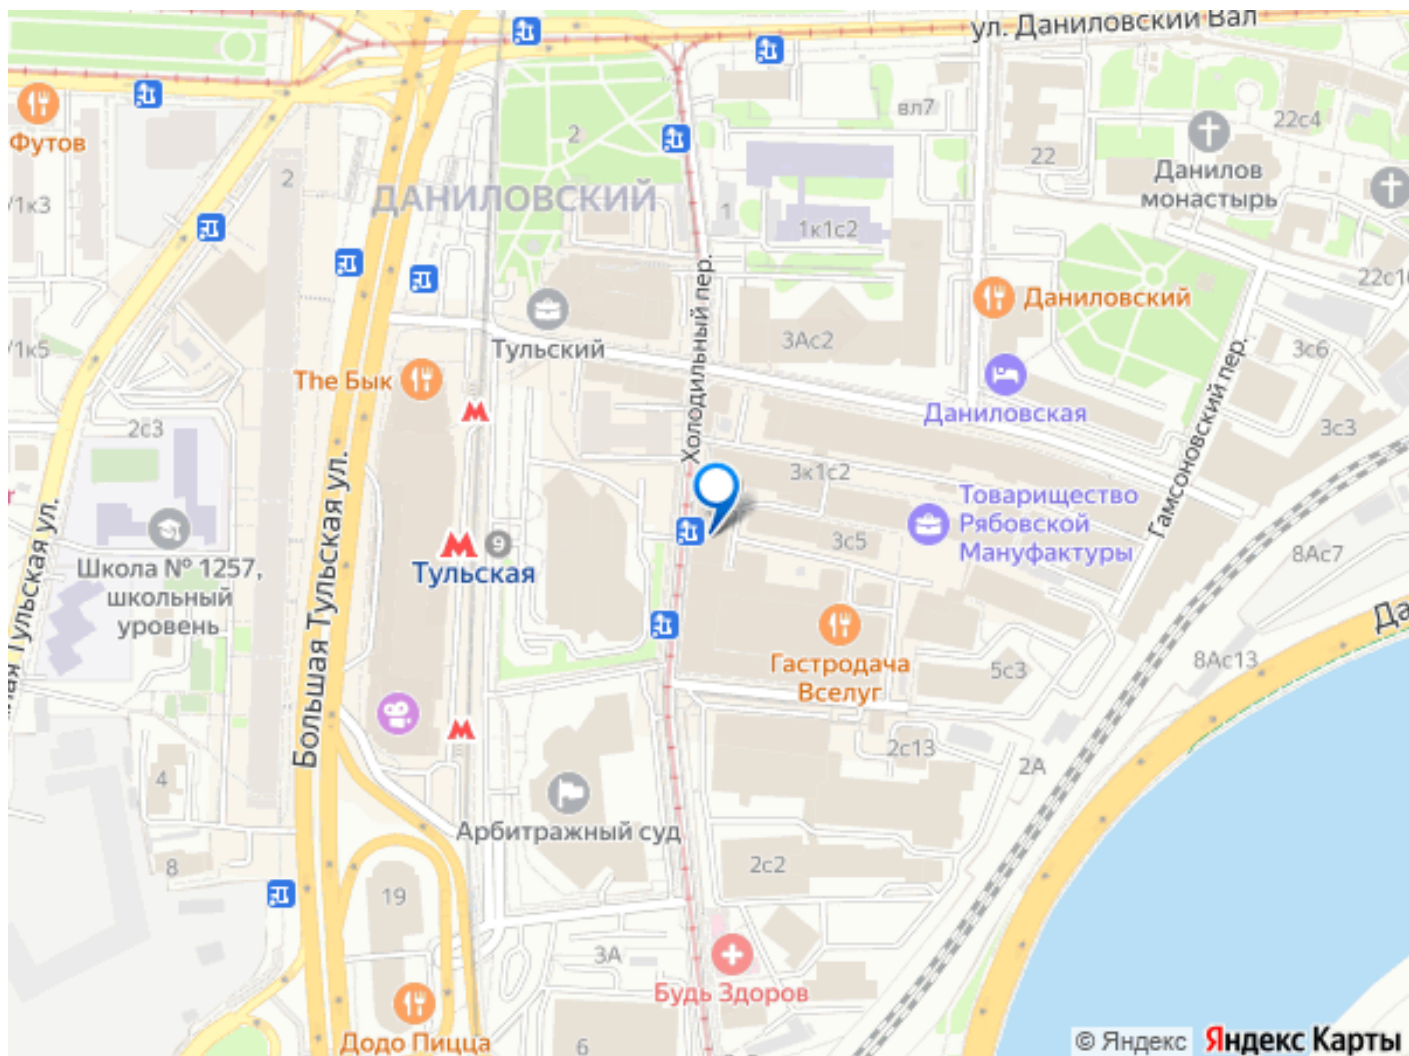 ул. Даниловский Вал
Футов
2
вл7
22с4
22
Данилов
монастырь
/1к3
2
ДАНИЛОВСКИЙ
1
1к1с2
22с1
Холодильный пер.
Даниловский
Тульский
3Ас2
/1к5
3с6
The Бык
Даниловская
Гамсоновский пер.
2с3
3с3
3к1с2
Товарищество
Рябовской
Мануфактуры
Большая Тульская ул.
Тульская ул.
9
Тульская
3с5
8Ас7
Школа № 1257,
школьный
уровень
Гастродача
Вселуг
5с3
8Ас13
2с13
2А
4
Арбитражный суд
8
2с2
19
3А
Будь Здоров
Додо Пицца
6
© Яндекс Яндекс Карты